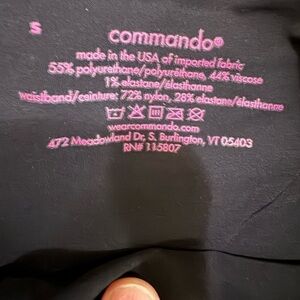 S
commando®
made in the USA of imported fabric
55% polyurethane/polyuréthane, 44% viscose
1% elastane/élasthanne
waistband/ceinture: 72% nylon, 28% elastane/élasthanne
wearcommando.com
472 Meadowland Dr, S. Burlington, VT 05403
RN# 115807